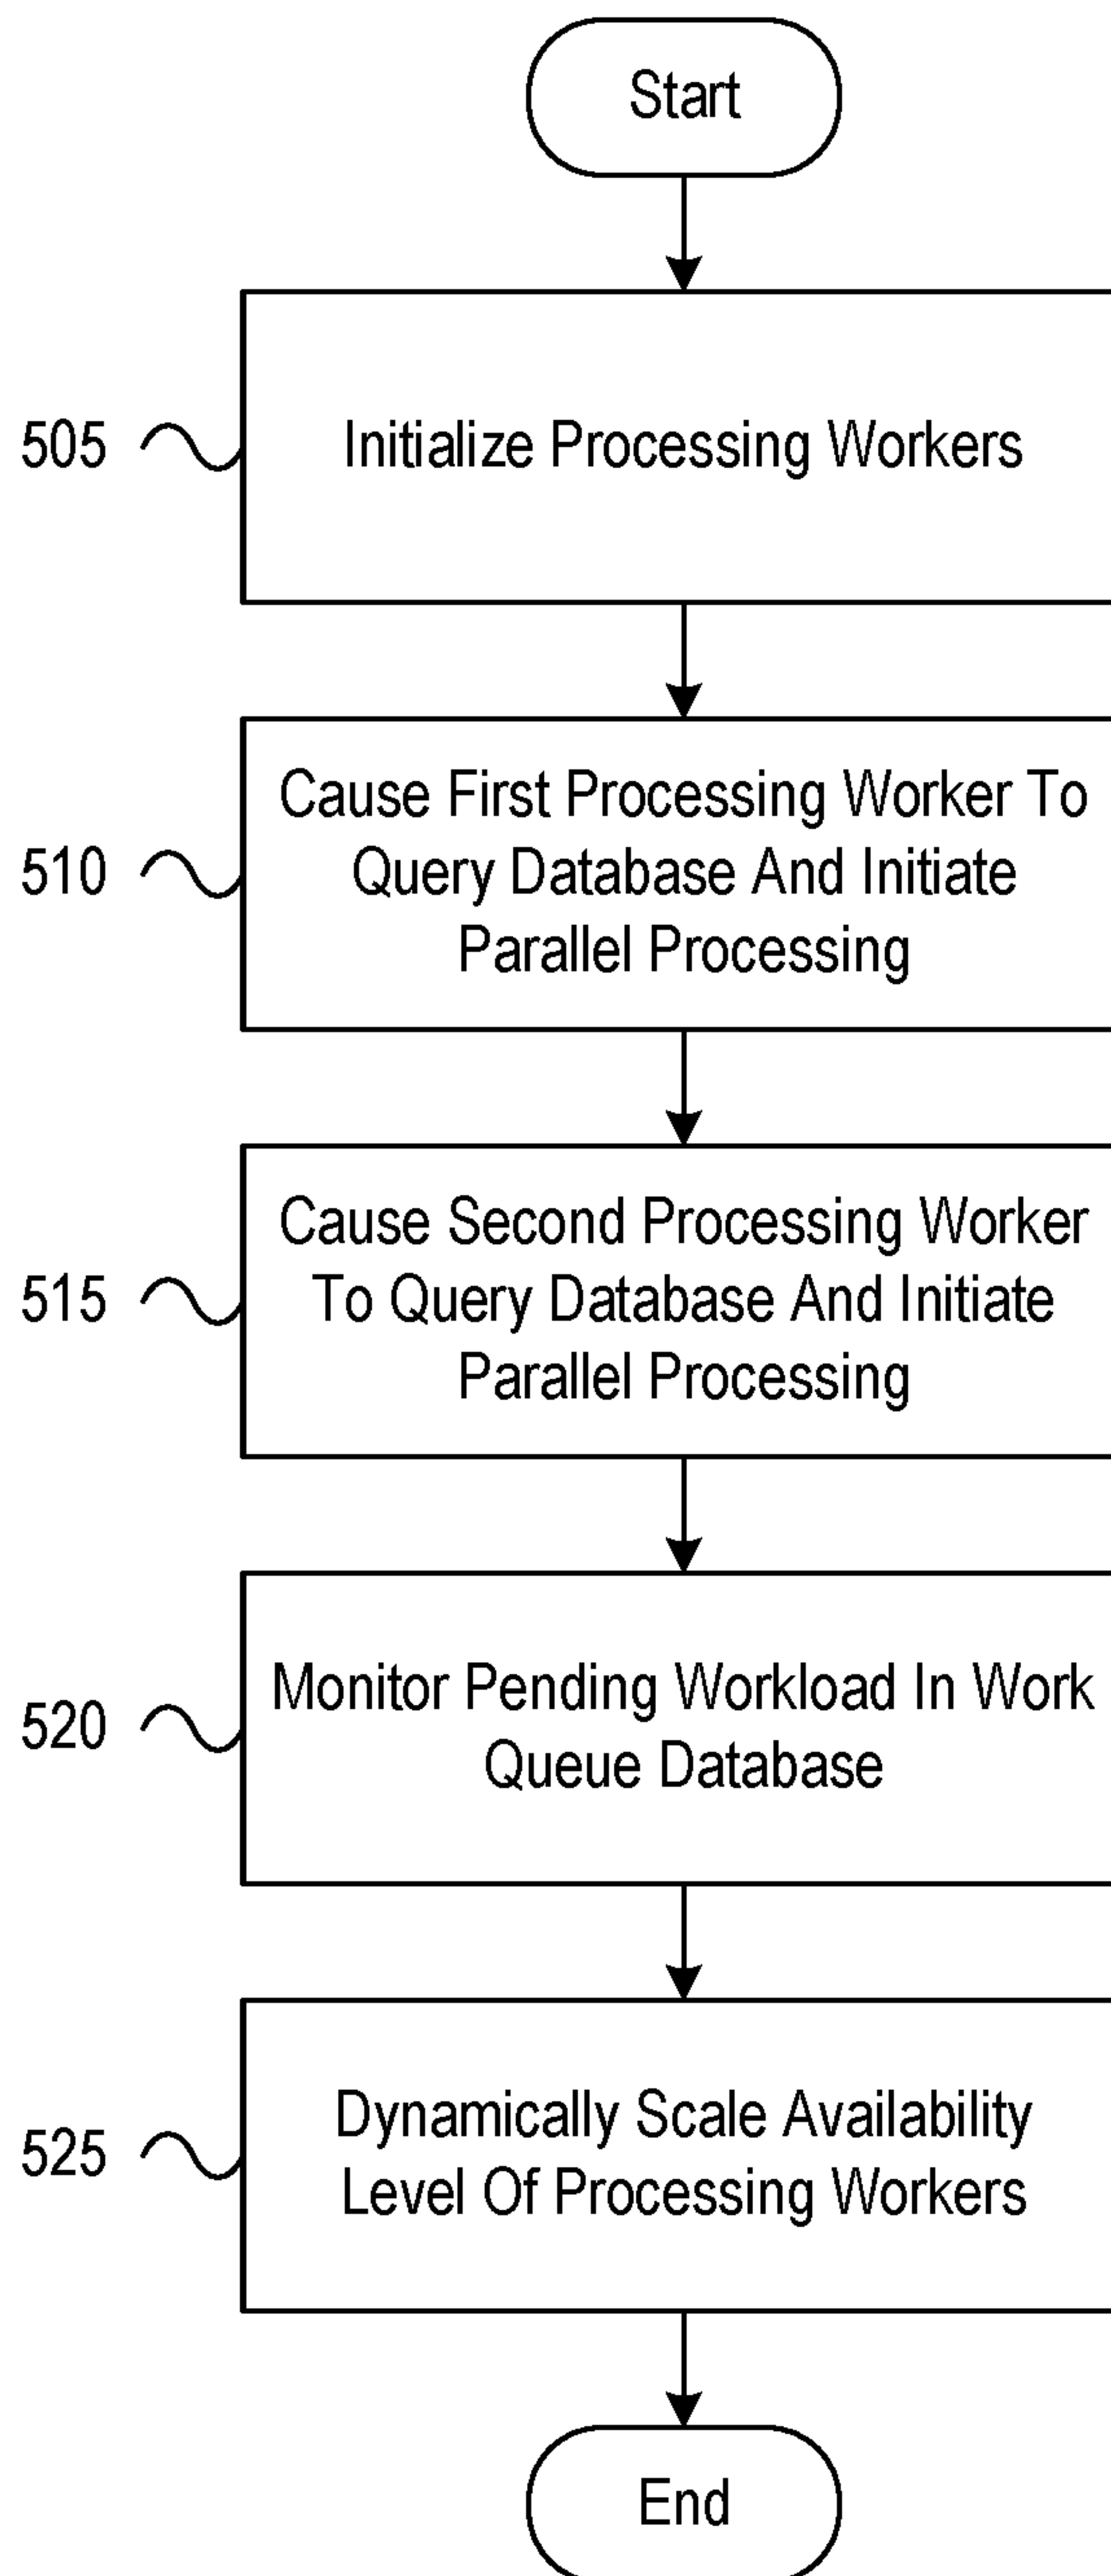 Start
505
Initialize Processing Workers
510
Cause First Processing Worker To
Query Database And Initiate
Parallel Processing
515
Cause Second Processing Worker
To Query Database And Initiate
Parallel Processing
520
Monitor Pending Workload In Work
Queue Database
525
Dynamically Scale Availability
Level Of Processing Workers
End